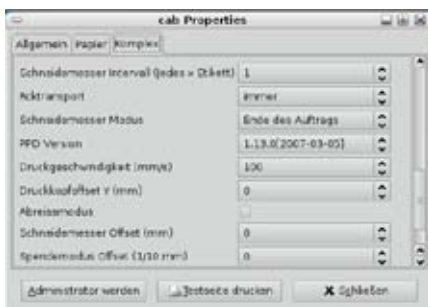 cab Properties
Allgemein Papier Komplex
Schneidemesser Intervall (jedes x Etikett) 1
Rücktransport immer
Schneidemesser Modus Ende des Auftrags
PPD Version 1.13.0(2007-03-05)
Druckgeschwindigkeit (mm/s) 100
Druckkopfoffset Y (mm) 0
Abreissmodus
Schneidemesser Offset (mm) 0
Spendemodus Offset (1/10 mm) 0
Administrator werden Testseite drucken Schließen